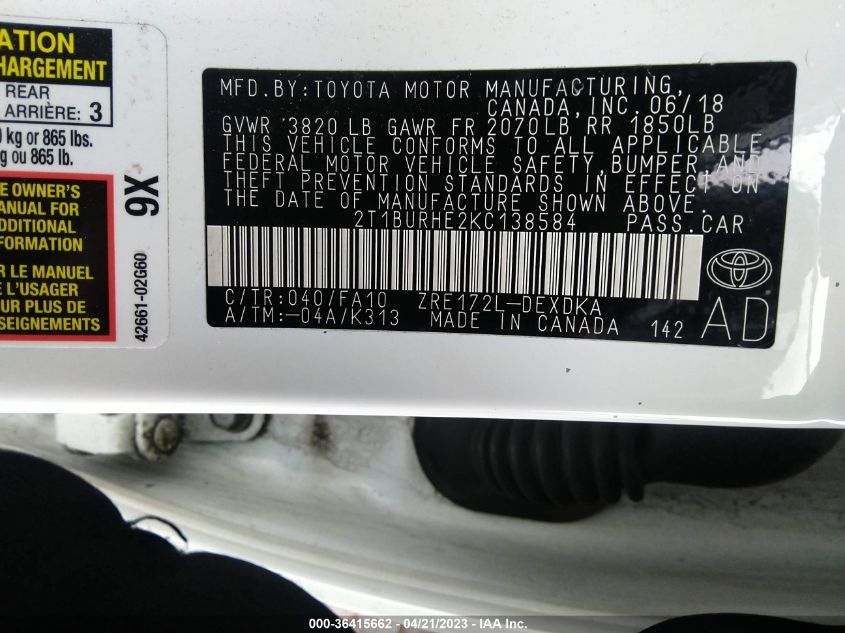 ATION
HARGEMENT
REAR
ARRIÈRE: 3
kg or 865 lbs.
g ou 865 lb.
E OWNER'S
ANUAL FOR
ADDITIONAL
FORMATION
R LE MANUEL
E L'USAGER
UR PLUS DE
SEIGNEMENTS
9X
42661-02G60
MFD.BY:TOYOTA MOTOR MANUFACTURING,
CANADA,INC.06/18
GVWR 3820 LB GAWR FR 2070LB RR 1850LB
THIS VEHICLE CONFORMS TO ALL APPLICABLE
FEDERAL MOTOR VEHICLE SAFETY,BUMPER,AND
THEFT PREVENTION STANDARDS IN EFFECT ON
THE DATE OF MANUFACTURE SHOWN ABOVE.
2T1BURHE2KC138584 PASS.CAR
C/TR:040/FA10 ZRE172L-DEXDKA
A/TM:-04A/K313 MADE IN CANADA 142
AD
000-36415662 - 04/21/2023 - IAA Inc.